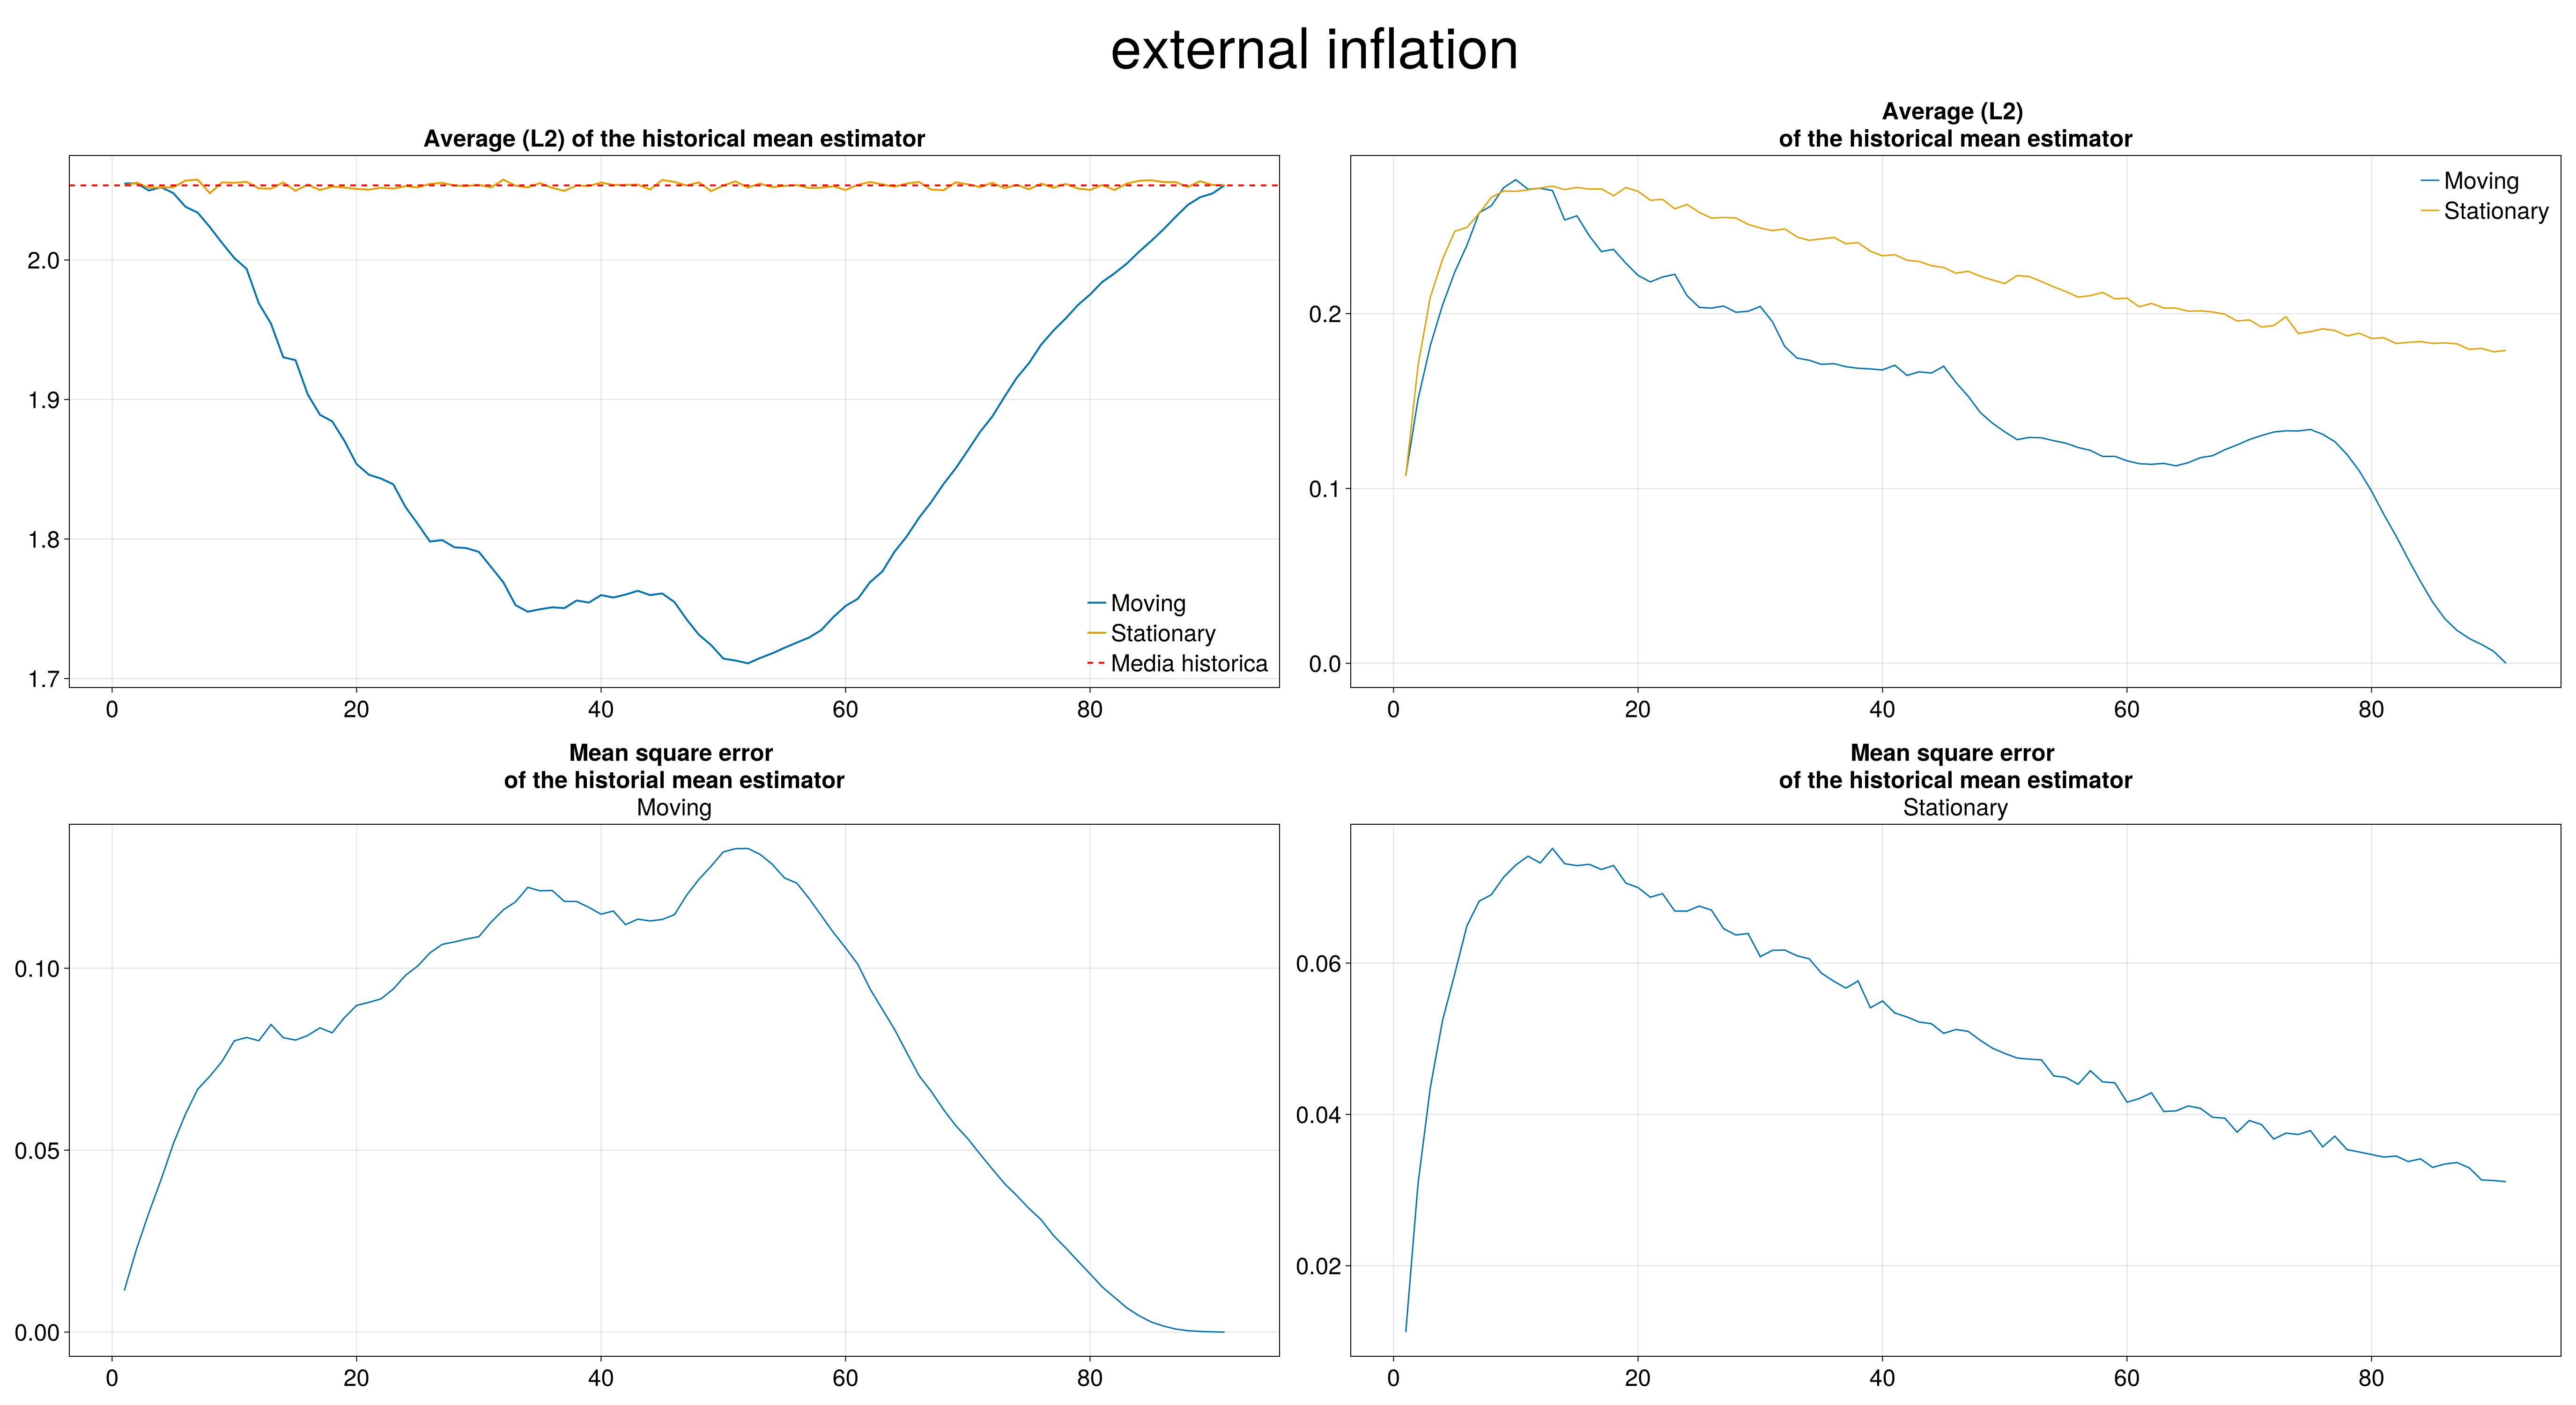 external inflation
Average (L2) of the historical mean estimator
2.0
1.9
1.8
1.7
0
20
40
60
80
Moving
Stationary
Media historica
Average (L2)
of the historical mean estimator
0.2
0.1
0.0
0
20
40
60
80
Moving
Stationary
Mean square error
of the historial mean estimator
Moving
0.10
0.05
0.00
0
20
40
60
80
Mean square error
of the historical mean estimator
Stationary
0.06
0.04
0.02
0
20
40
60
80